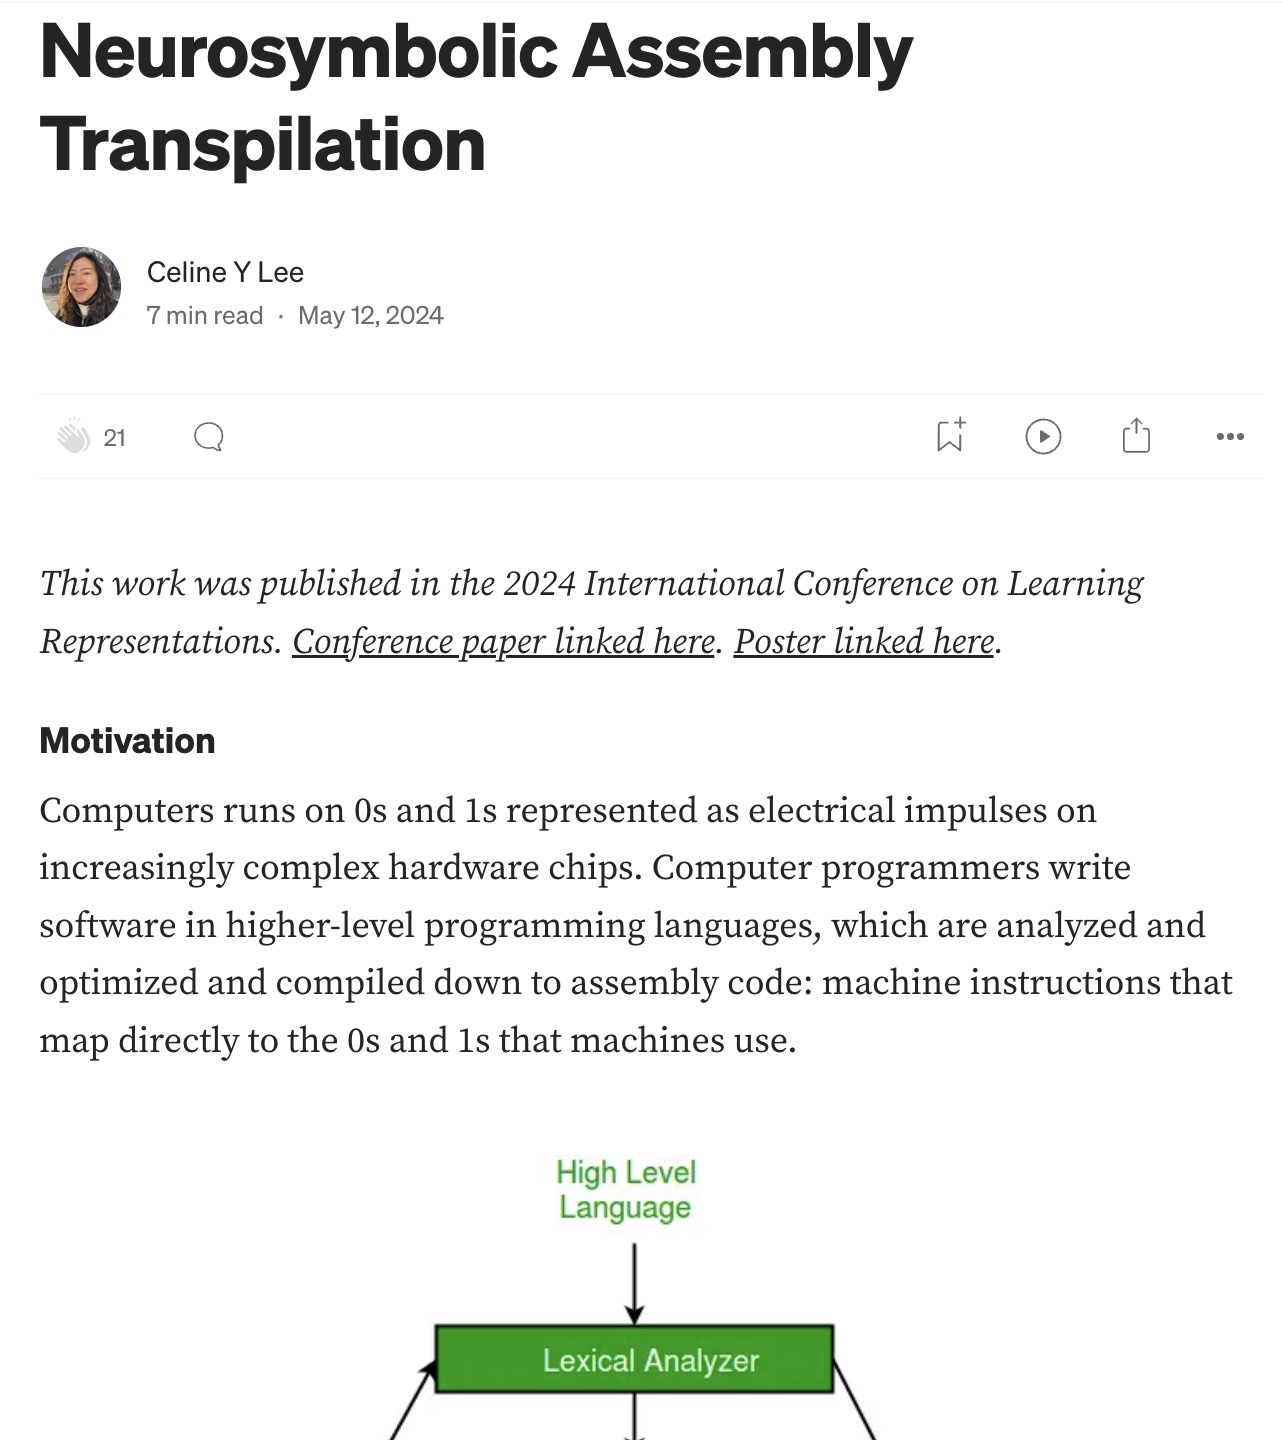 Neurosymbolic Assembly
Transpilation
Celine Y Lee
7 min read · May 12, 2024
21
This work was published in the 2024 International Conference on Learning
Representations. Conference paper linked here. Poster linked here.
Motivation
Computers runs on 0s and 1s represented as electrical impulses on
increasingly complex hardware chips. Computer programmers write
software in higher-level programming languages, which are analyzed and
optimized and compiled down to assembly code: machine instructions that
map directly to the 0s and 1s that machines use.
High Level
Language
Lexical Analyzer